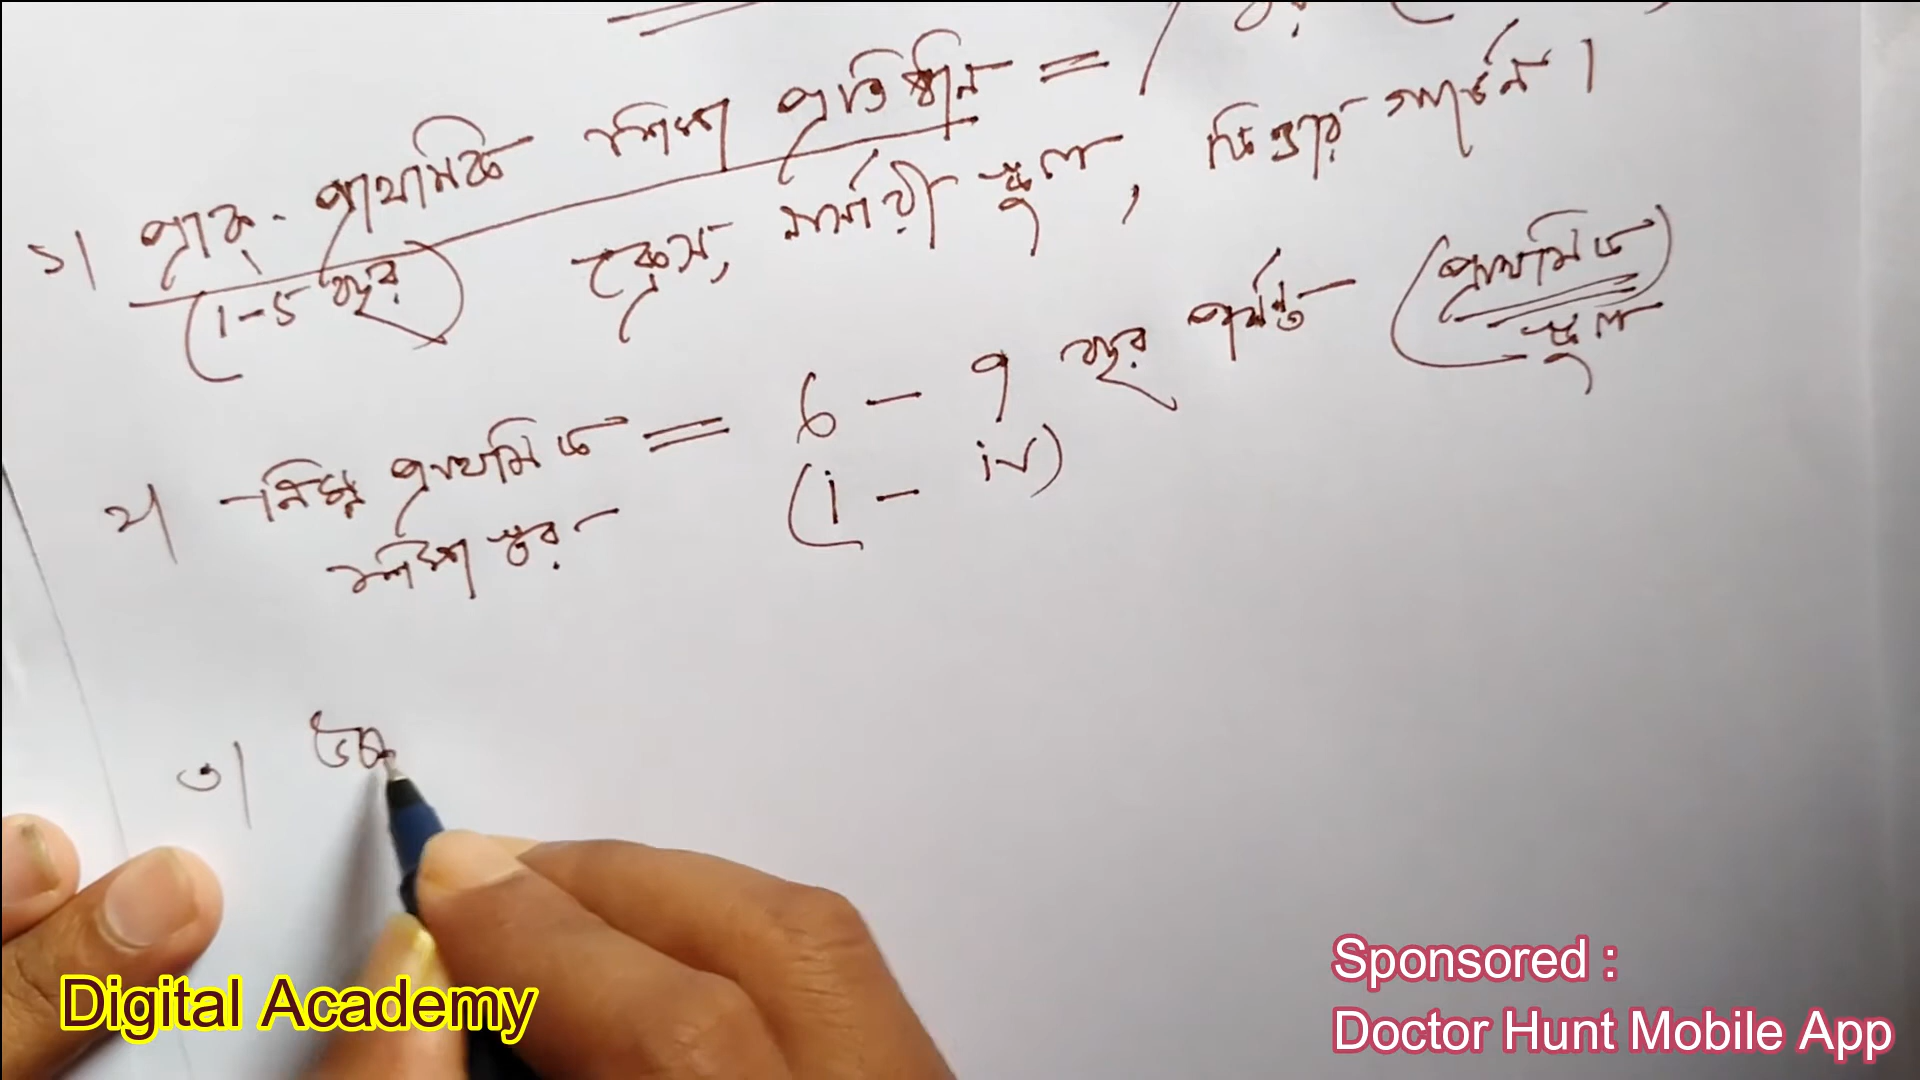 ১। প্রাক্-প্রাথমিক শিক্ষা প্রতিষ্ঠান =
(1-5 বছর) ক্রেস, নার্সারী স্কুল, কিন্ডার গার্ডেন।
২। নিম্ন প্রাথমিক = 6 - 9 বছর পর্যন্ত (প্রাথমিক)
স্কুল
শিক্ষা স্তর (i - iv)
৩। উচ্চ
Digital Academy
Sponsored :
Doctor Hunt Mobile App